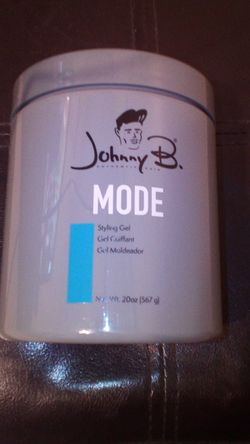 Johnny B.®
MODE
Styling Gel
Gel Coiffant
Gel Moldeador
Net Wt. 20oz (567 g)